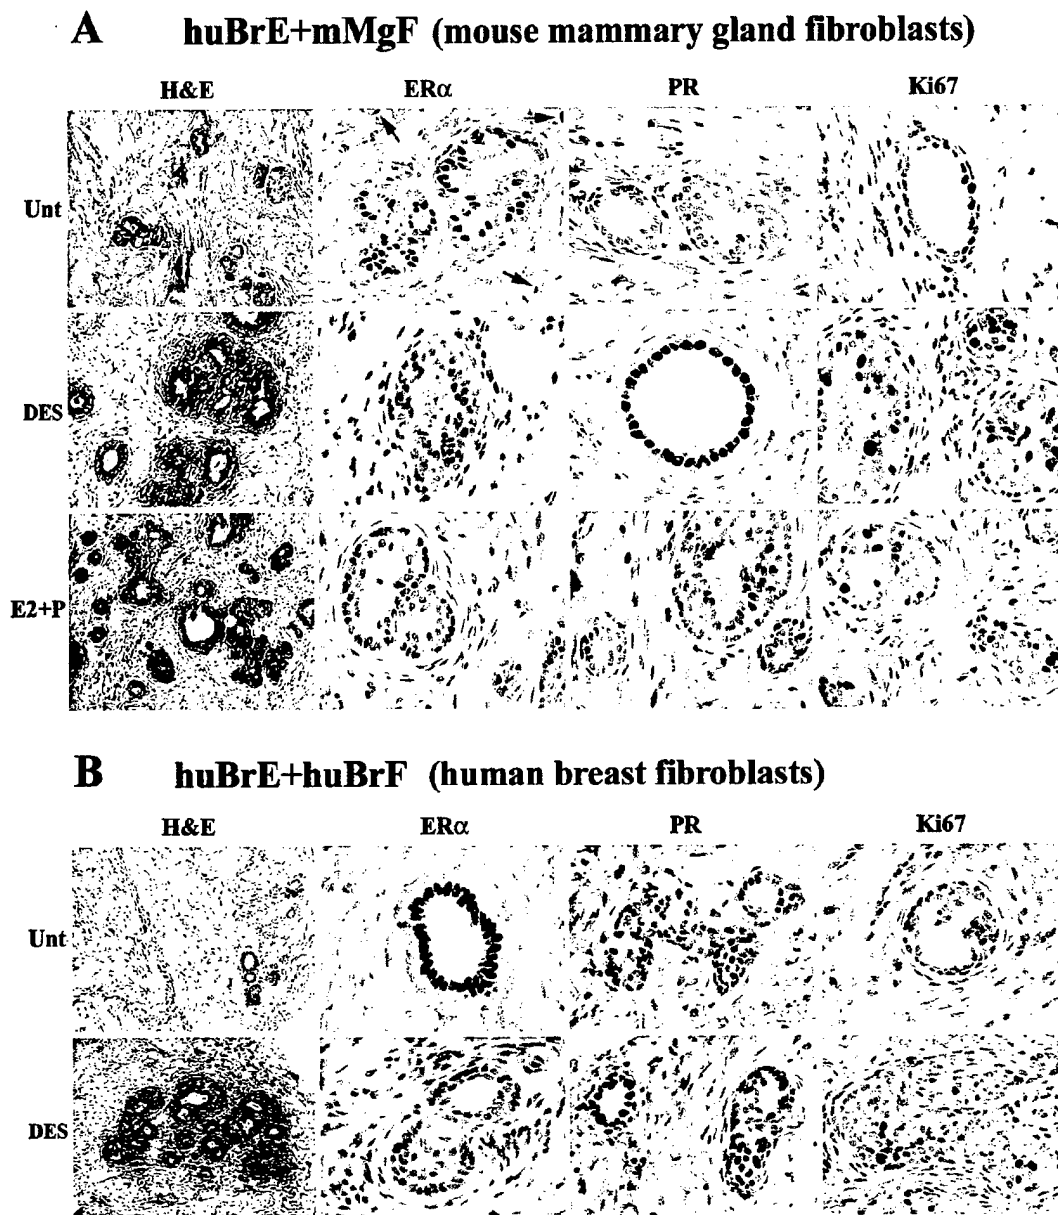 A huBrE+mMgF (mouse mammary gland fibroblasts)
H&E ERα PR Ki67
Unt
DES
E2+P
B huBrE+huBrF (human breast fibroblasts)
H&E ERα PR Ki67
Unt
DES